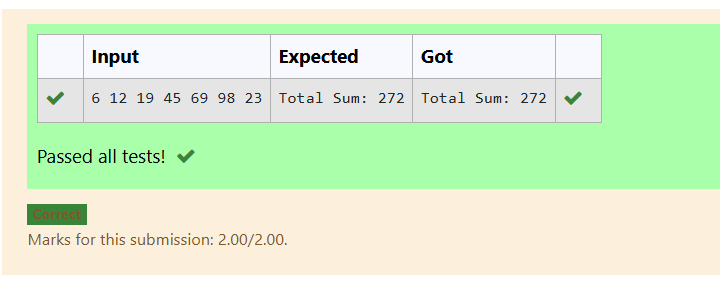 Input Expected Got
6 12 19 45 69 98 23 Total Sum: 272 Total Sum: 272
Passed all tests!
Correct
Marks for this submission: 2.00/2.00.